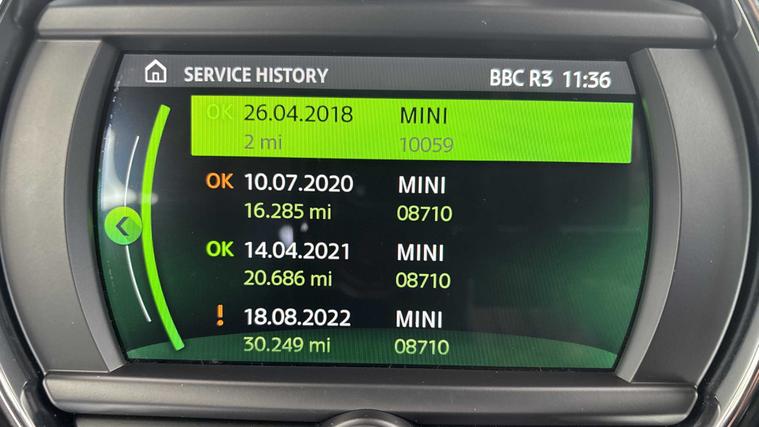 SERVICE HISTORY BBC R3 11:36
OK 26.04.2018 MINI
2 mi 10059
OK 10.07.2020 MINI
16.285 mi 08710
OK 14.04.2021 MINI
20.686 mi 08710
! 18.08.2022 MINI
30.249 mi 08710